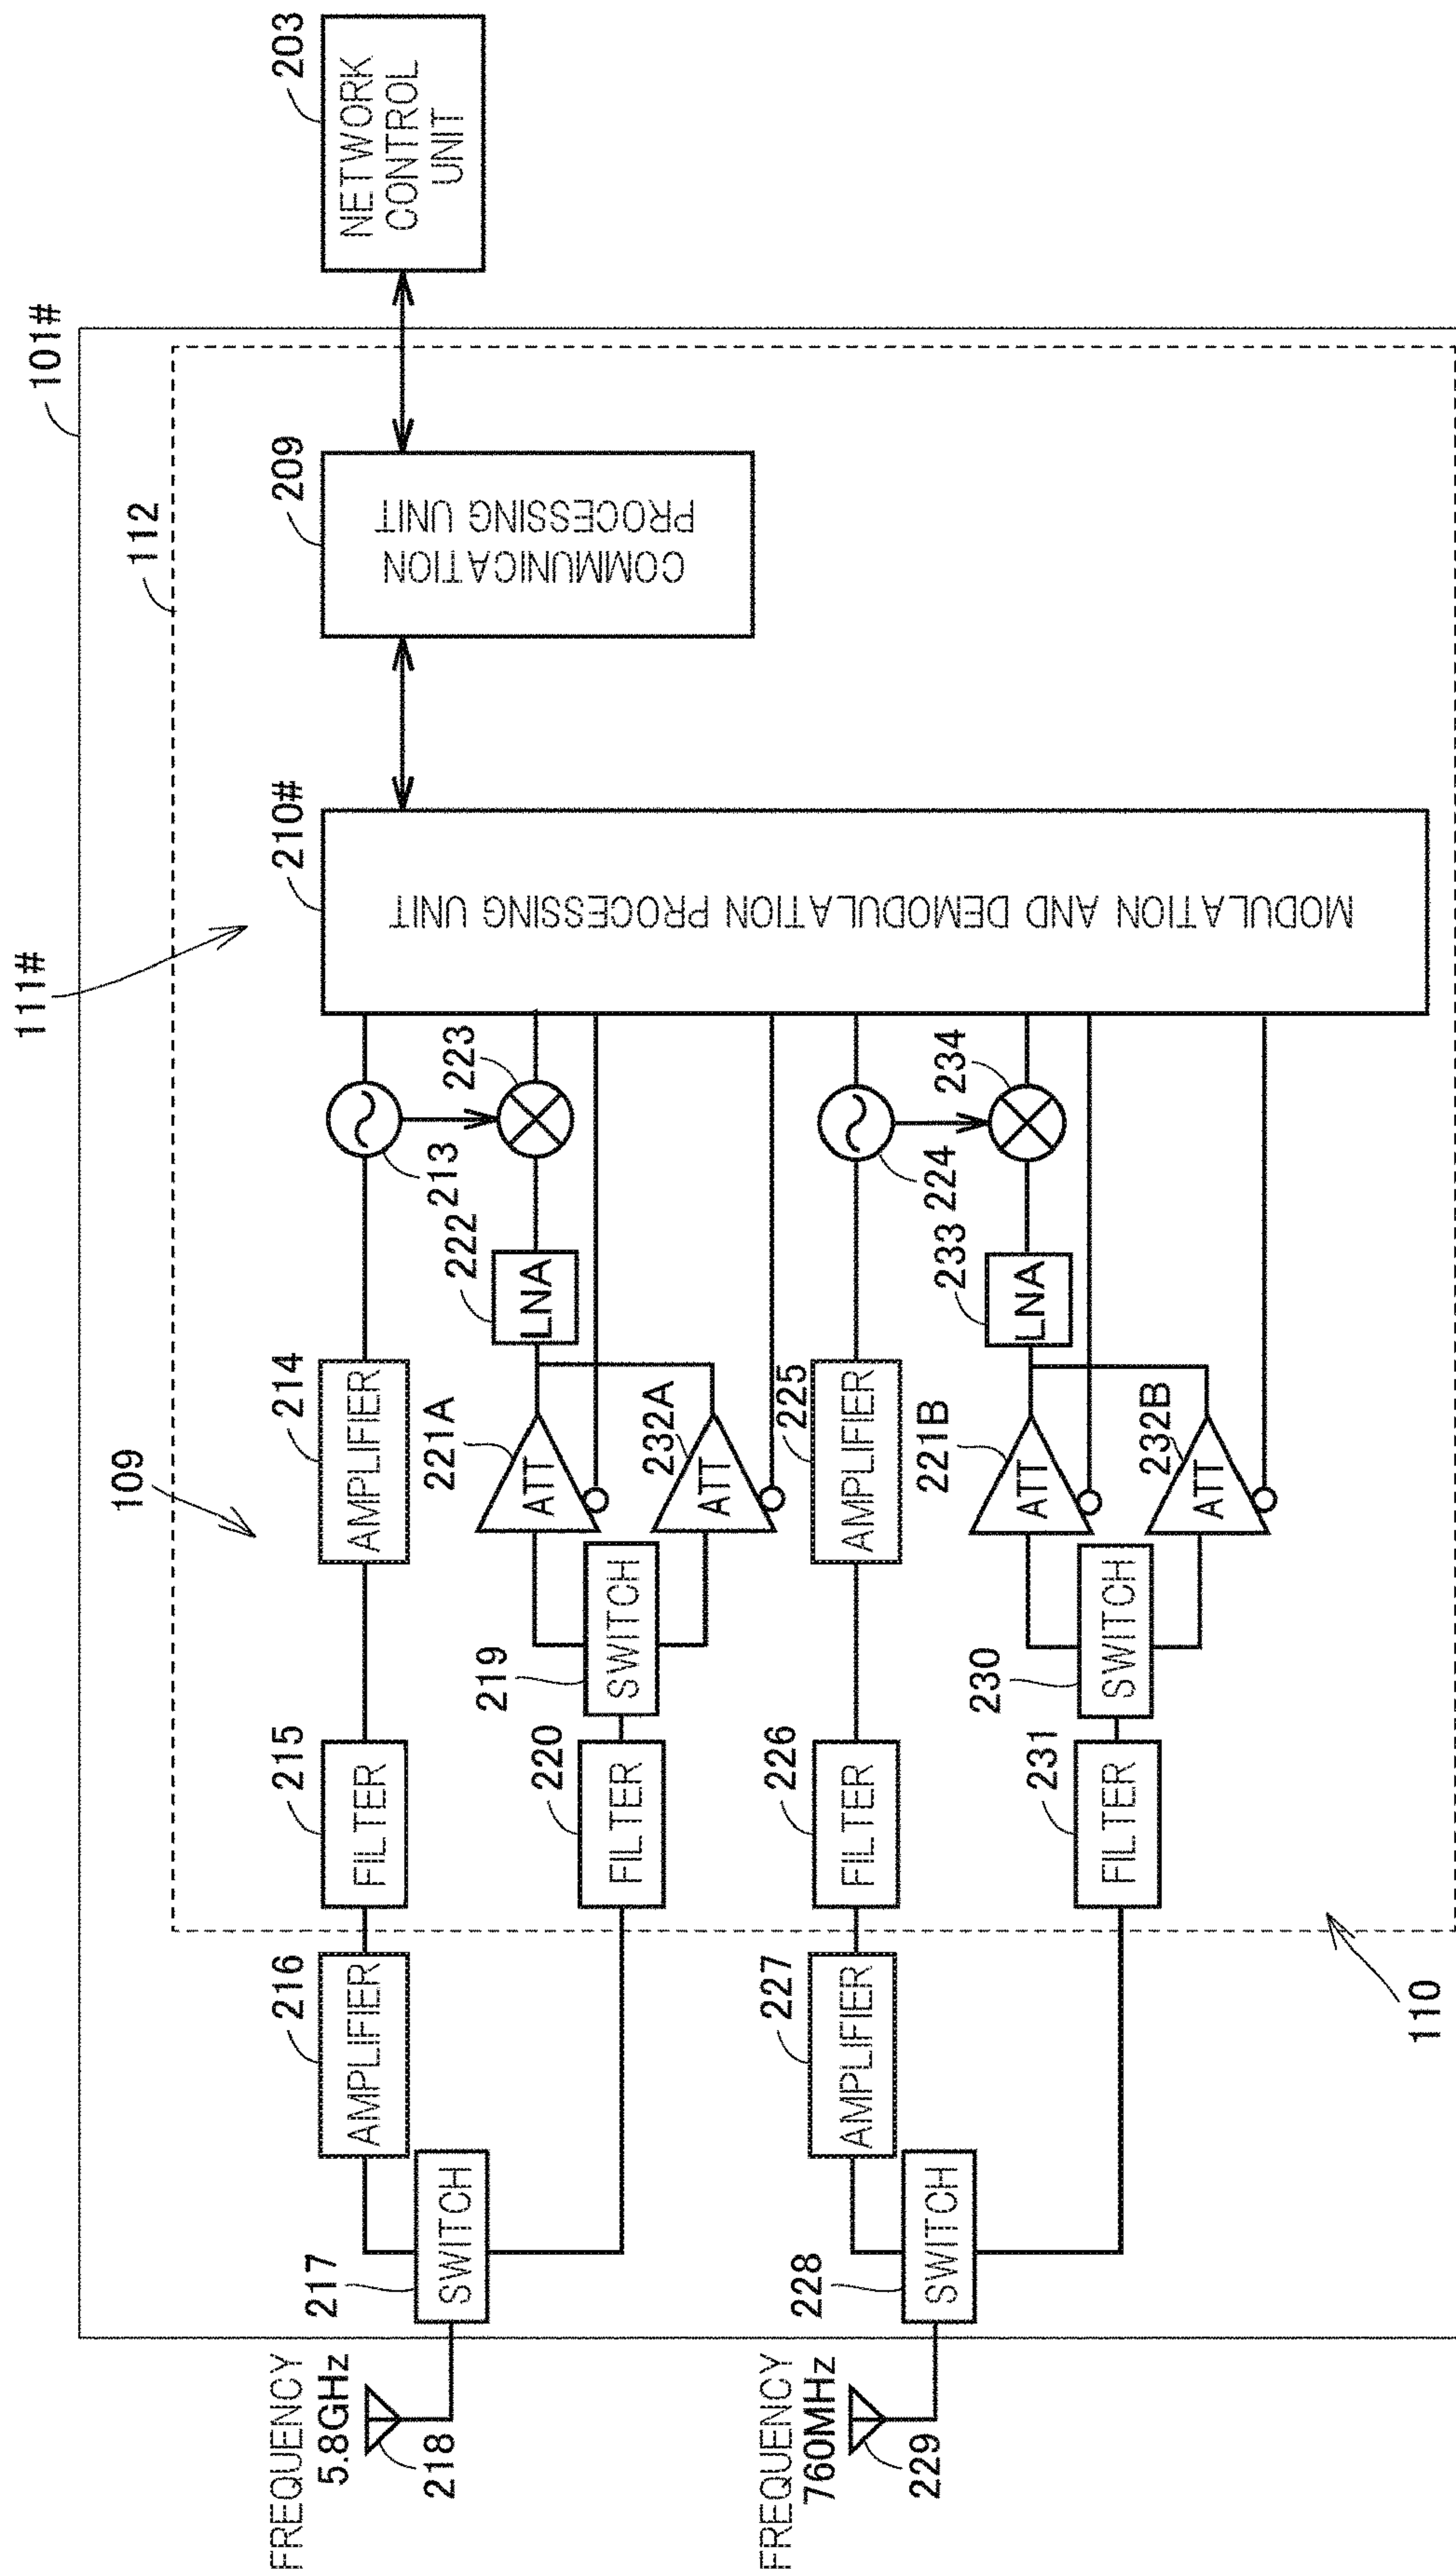 101#
111#
112
203
NETWORK
CONTROL
UNIT
209
COMMUNICATION
PROCESSING UNIT
210#
MODULATION AND DEMODULATION PROCESSING UNIT
109
FREQUENCY
5.8GHz
218
217
SWITCH
216
AMPLIFIER
215
FILTER
214
AMPLIFIER
213
220
FILTER
219
SWITCH
221A
ATT
232A
ATT
222
LNA
223
FREQUENCY
760MHz
229
228
SWITCH
227
AMPLIFIER
226
FILTER
225
AMPLIFIER
224
231
FILTER
230
SWITCH
221B
ATT
232B
ATT
233
LNA
234
110